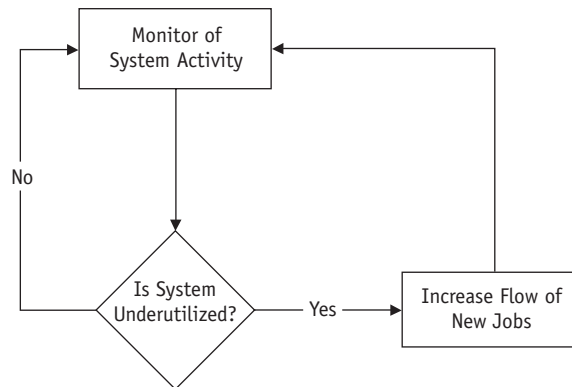 Monitor of
System Activity
No
Is System
Underutilized?
Yes
Increase Flow of
New Jobs